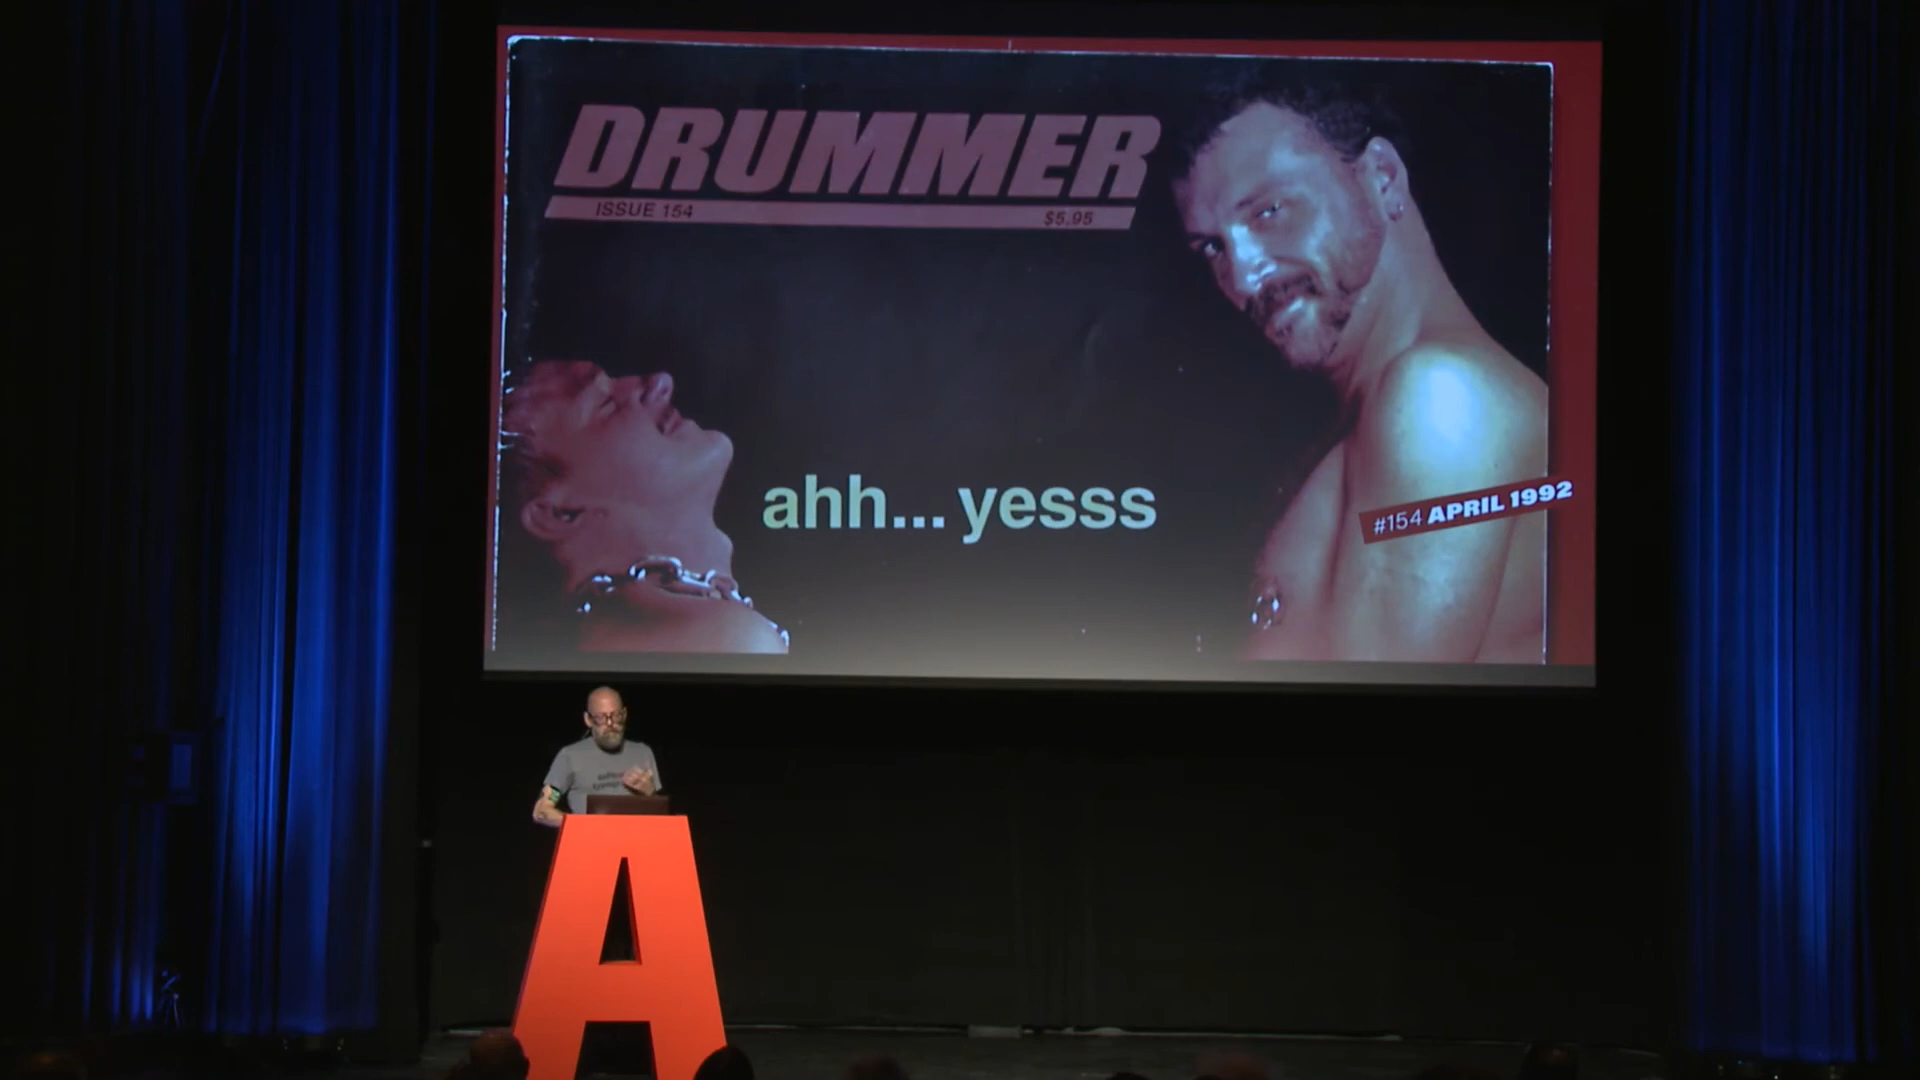 DRUMMER
ISSUE 154 $5.95
ahh... yesss
#154 APRIL 1992
A